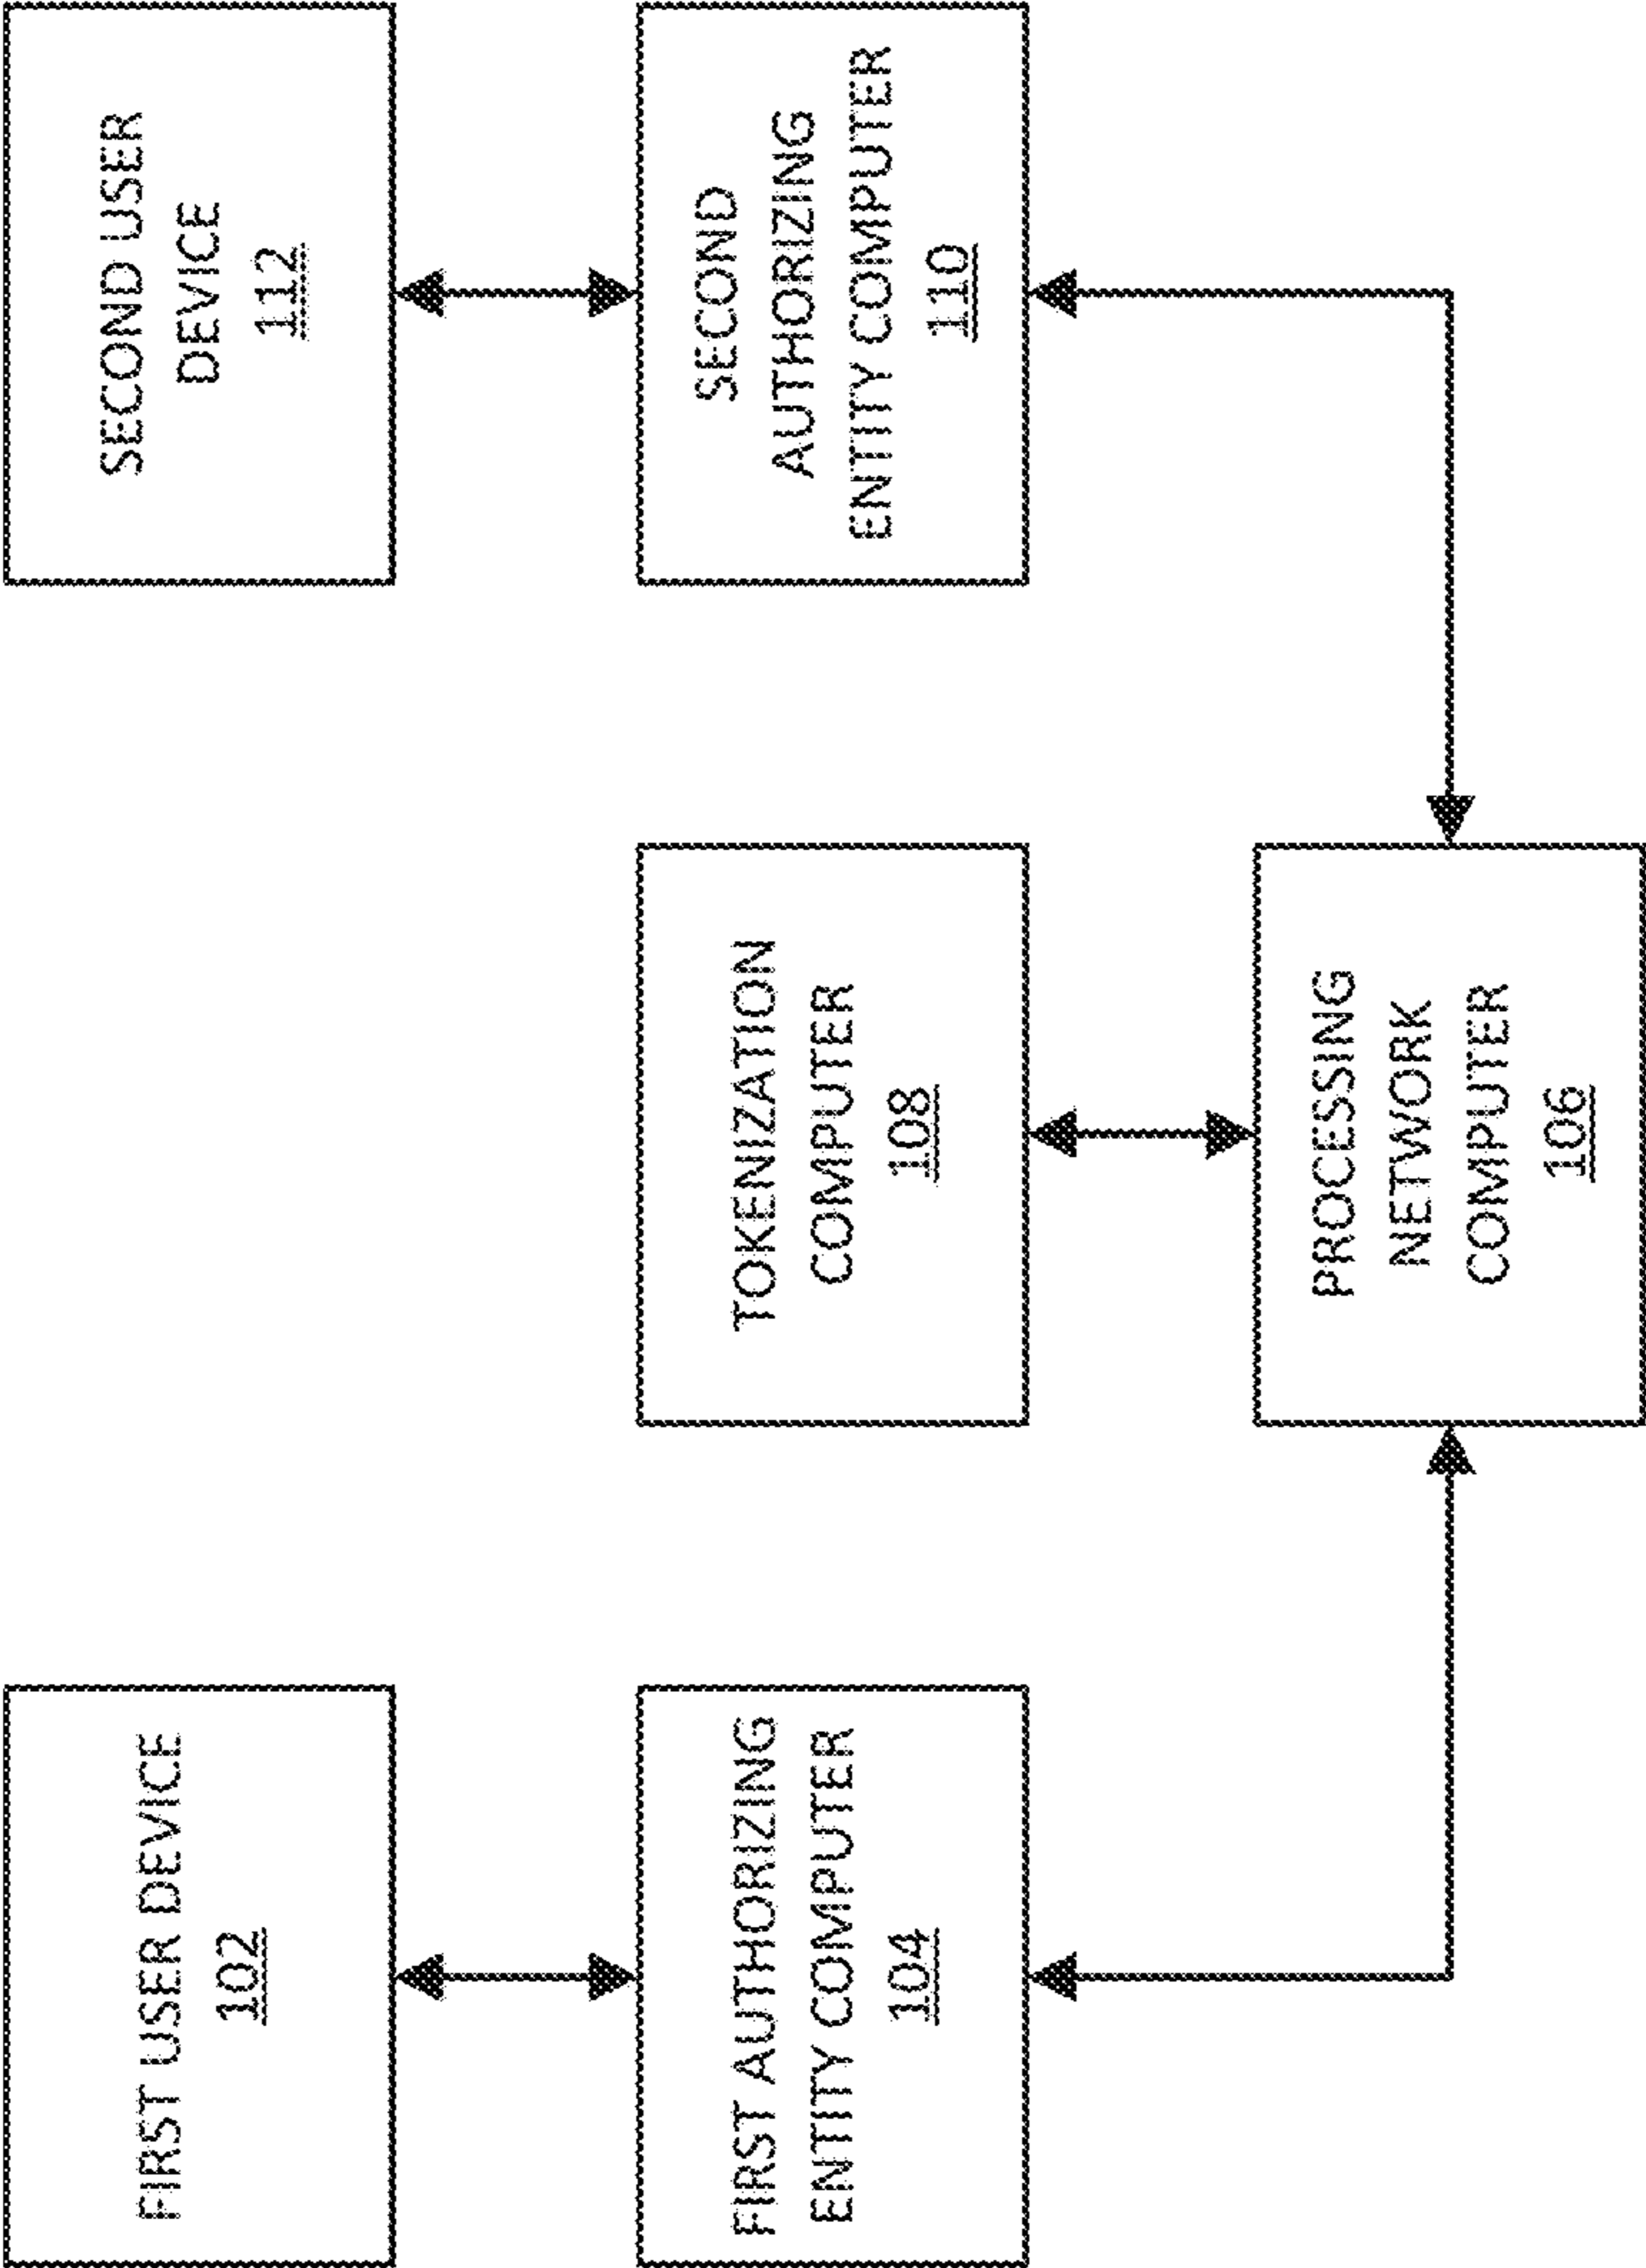 FIRST USER DEVICE
102
SECOND USER
DEVICE
112
FIRST AUTHORIZING
ENTITY COMPUTER
104
TOKENIZATION
COMPUTER
108
SECOND
AUTHORIZING
ENTITY COMPUTER
110
PROCESSING
NETWORK
COMPUTER
106